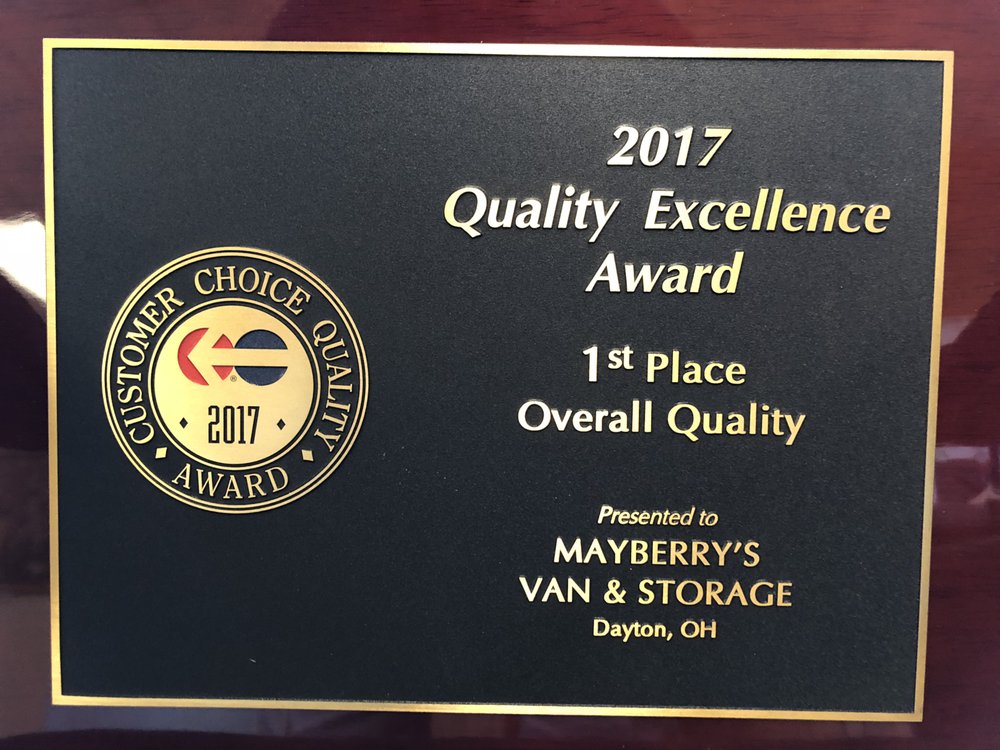 CUSTOMER CHOICE QUALITY
®
· 2017 ·
· AWARD ·
2017
Quality Excellence
Award
1st Place
Overall Quality
Presented to
MAYBERRY'S
VAN & STORAGE
Dayton, OH